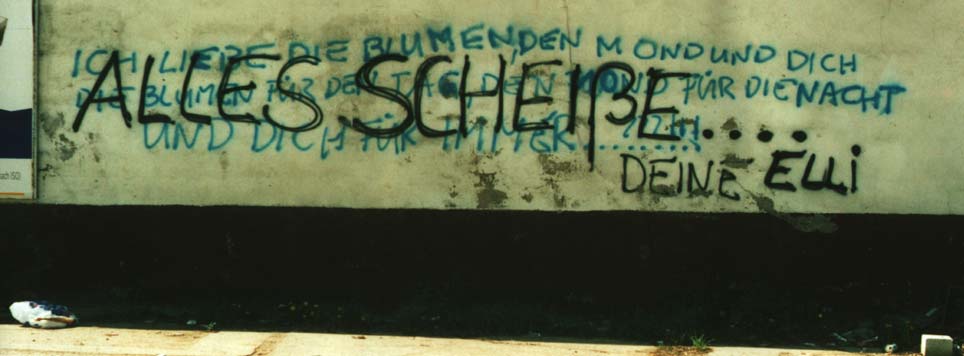 ICH LIEBE DIE BLUMEN, DEN MOND UND DICH
DIE BLUMEN FÜR DEN TAG, DEN MOND FÜR DIE NACHT
UND DICH FÜR IMMER
ALLES SCHEIßE....
DEINE ELLI